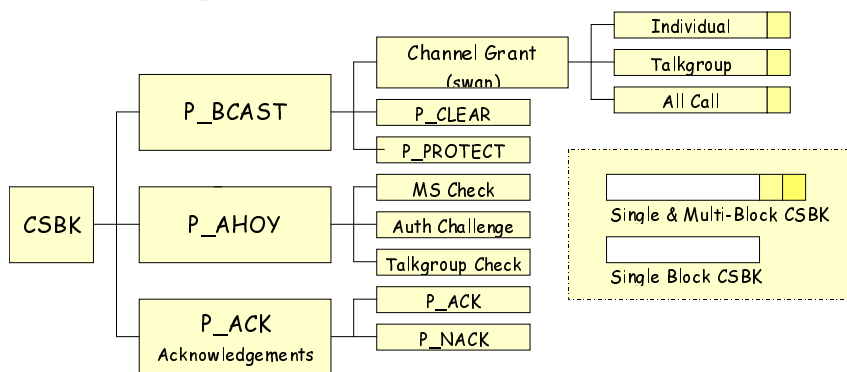 CSBK
P_BCAST
Channel Grant
(swap)
Individual
Talkgroup
All Call
P_CLEAR
P_PROTECT
P_AHOY
MS Check
Auth Challenge
Talkgroup Check
P_ACK
Acknowledgements
P_ACK
P_NACK
Single & Multi-Block CSBK
Single Block CSBK